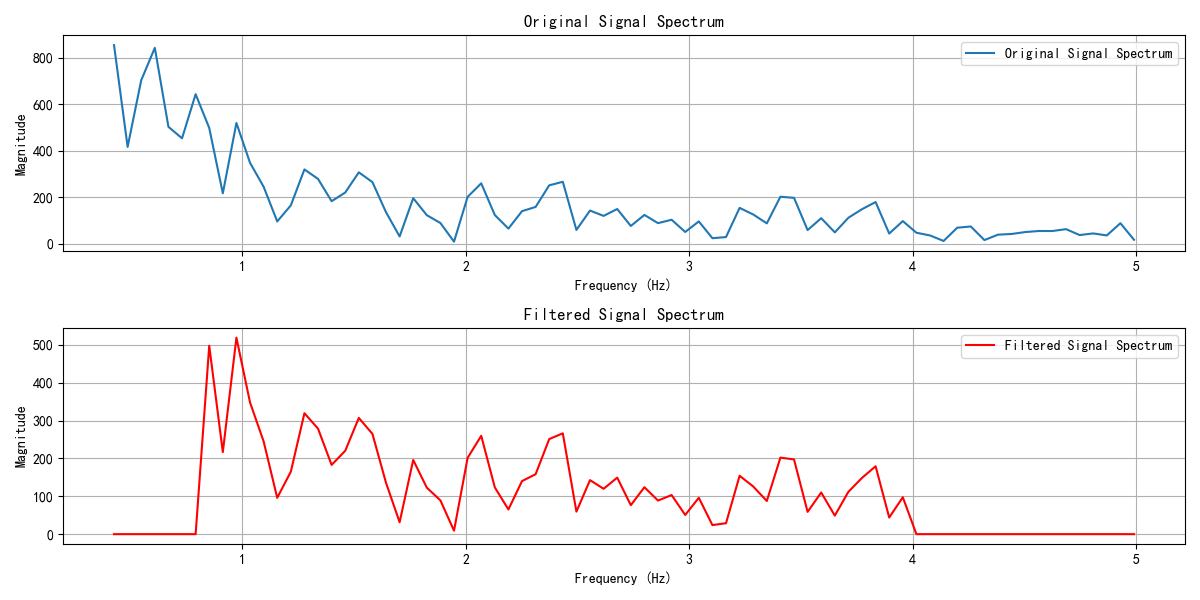 Original Signal Spectrum
Original Signal Spectrum
Magnitude
800
600
400
200
0
1 2 3 4 5
Frequency (Hz)
Filtered Signal Spectrum
Filtered Signal Spectrum
Magnitude
500
400
300
200
100
0
1 2 3 4 5
Frequency (Hz)